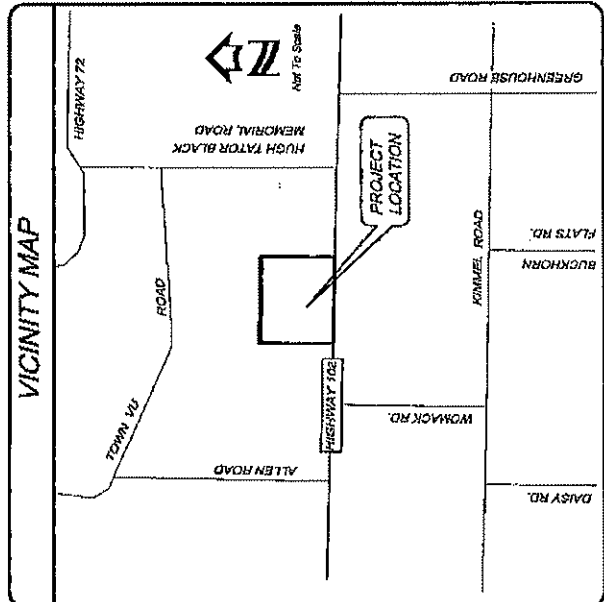 VICINITY MAP
HIGHWAY 72
Not To Scale
HUGH TATOR BLACK
MEMORIAL ROAD
GREENHOUSE ROAD
TOWN VU
ROAD
PROJECT
LOCATION
ALLEN ROAD
HIGHWAY 102
WOMACK RD.
KIMMEL ROAD
BUCKHORN
FLATS RD.
DAISY RD.